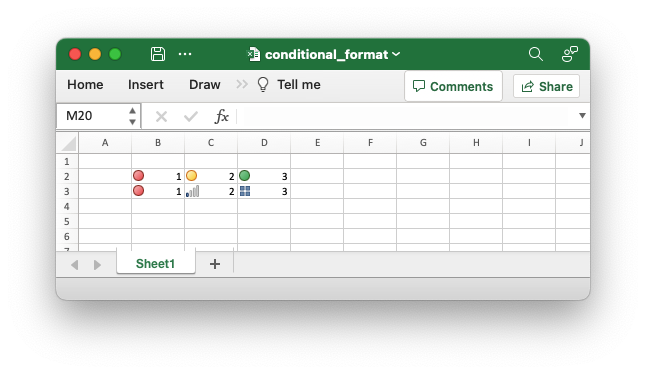 conditional_format
Home Insert Draw Tell me Comments Share
M20 fx
A B C D E F G H I J
1
2 1 2 3
3 1 2 3
4
5
6
7
Sheet1